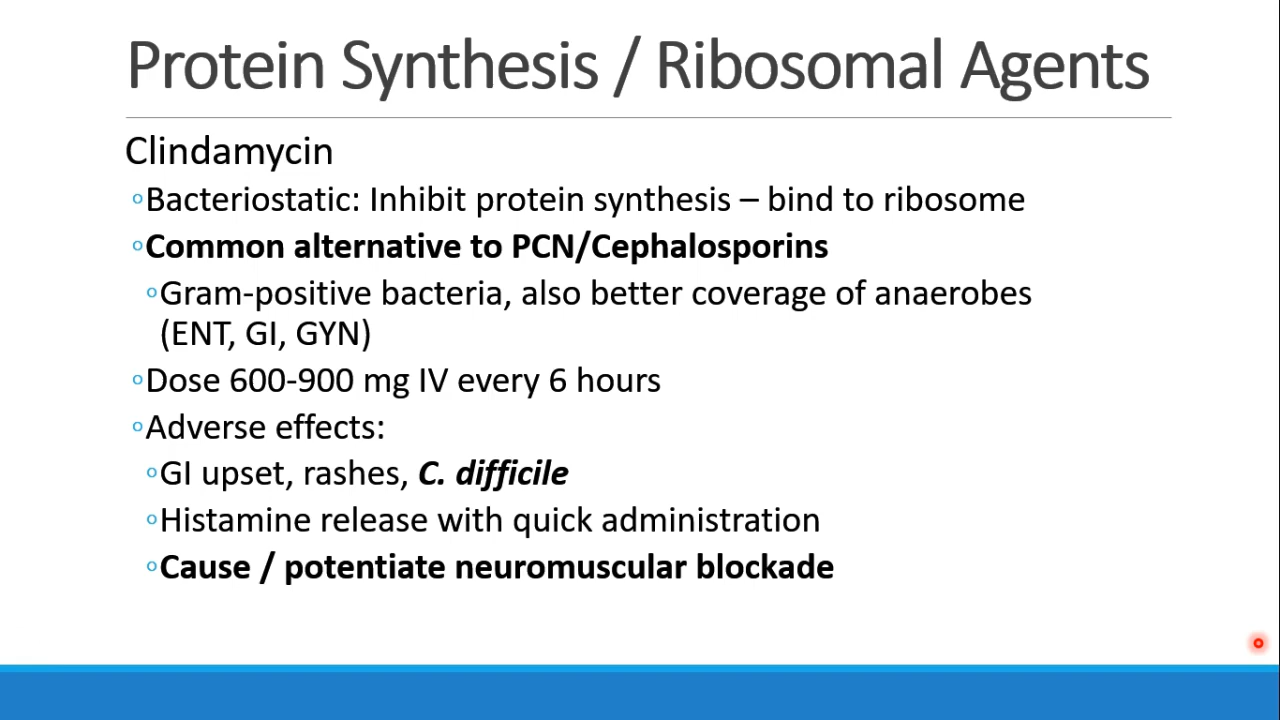 Protein Synthesis / Ribosomal Agents
Clindamycin
◦Bacteriostatic: Inhibit protein synthesis – bind to ribosome
◦Common alternative to PCN/Cephalosporins
◦Gram-positive bacteria, also better coverage of anaerobes
(ENT, GI, GYN)
◦Dose 600-900 mg IV every 6 hours
◦Adverse effects:
◦GI upset, rashes, C. difficile
◦Histamine release with quick administration
◦Cause / potentiate neuromuscular blockade